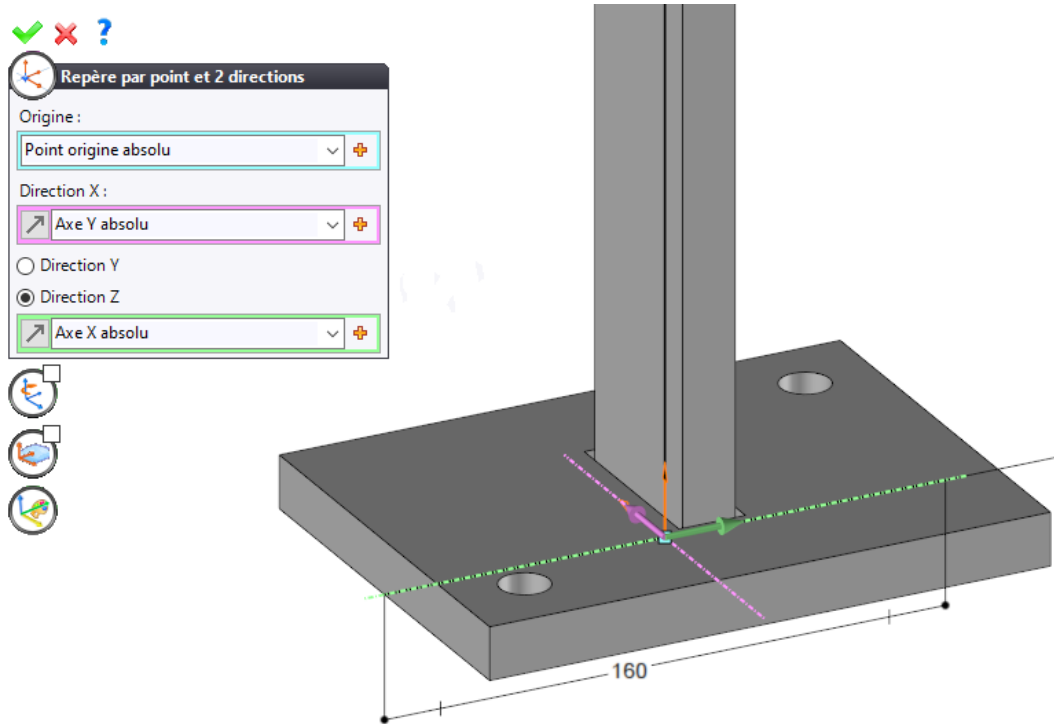 ?
Repère par point et 2 directions
Origine :
Point origine absolu
Direction X :
Axe Y absolu
Direction Y
Direction Z
Axe X absolu
160